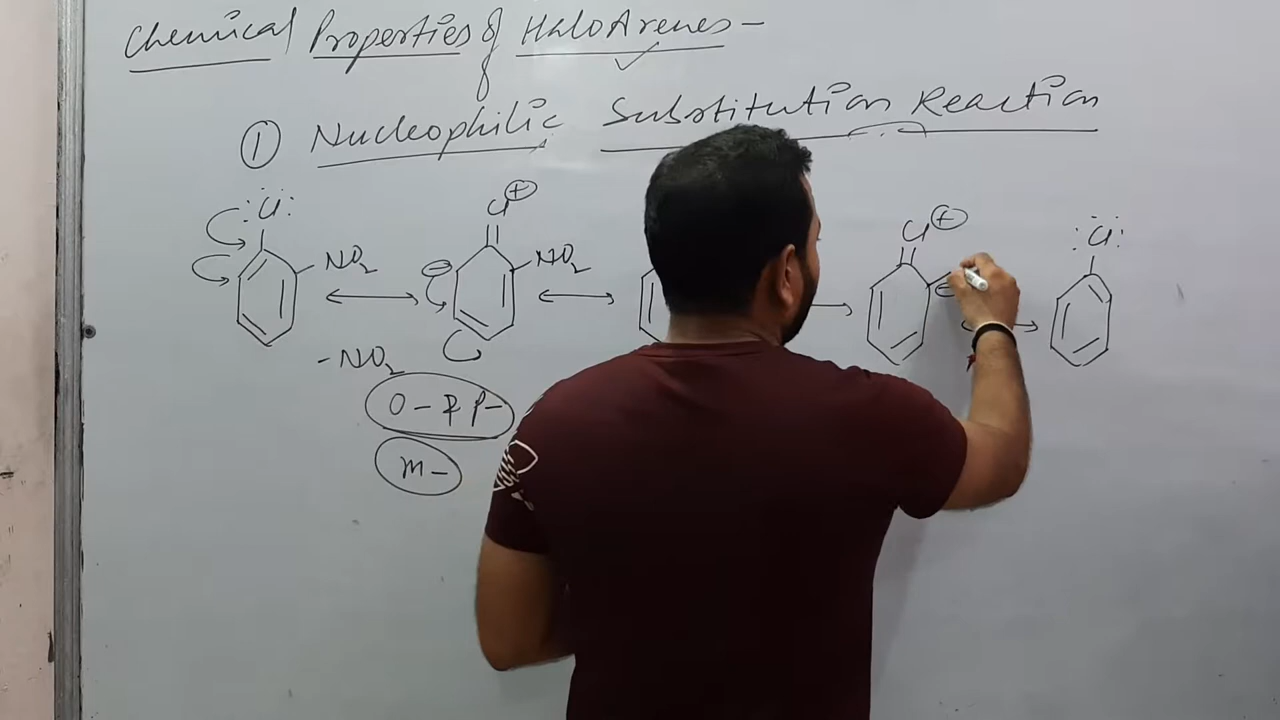 Chemical Properties of HaloArenes -
① Nucleophilic Substitution Reaction
:Cl: Cl⊕ Cl⊕ :Cl:
NO₂ ⊖ NO₂ ⊖
-NO₂
O- & P-
m-